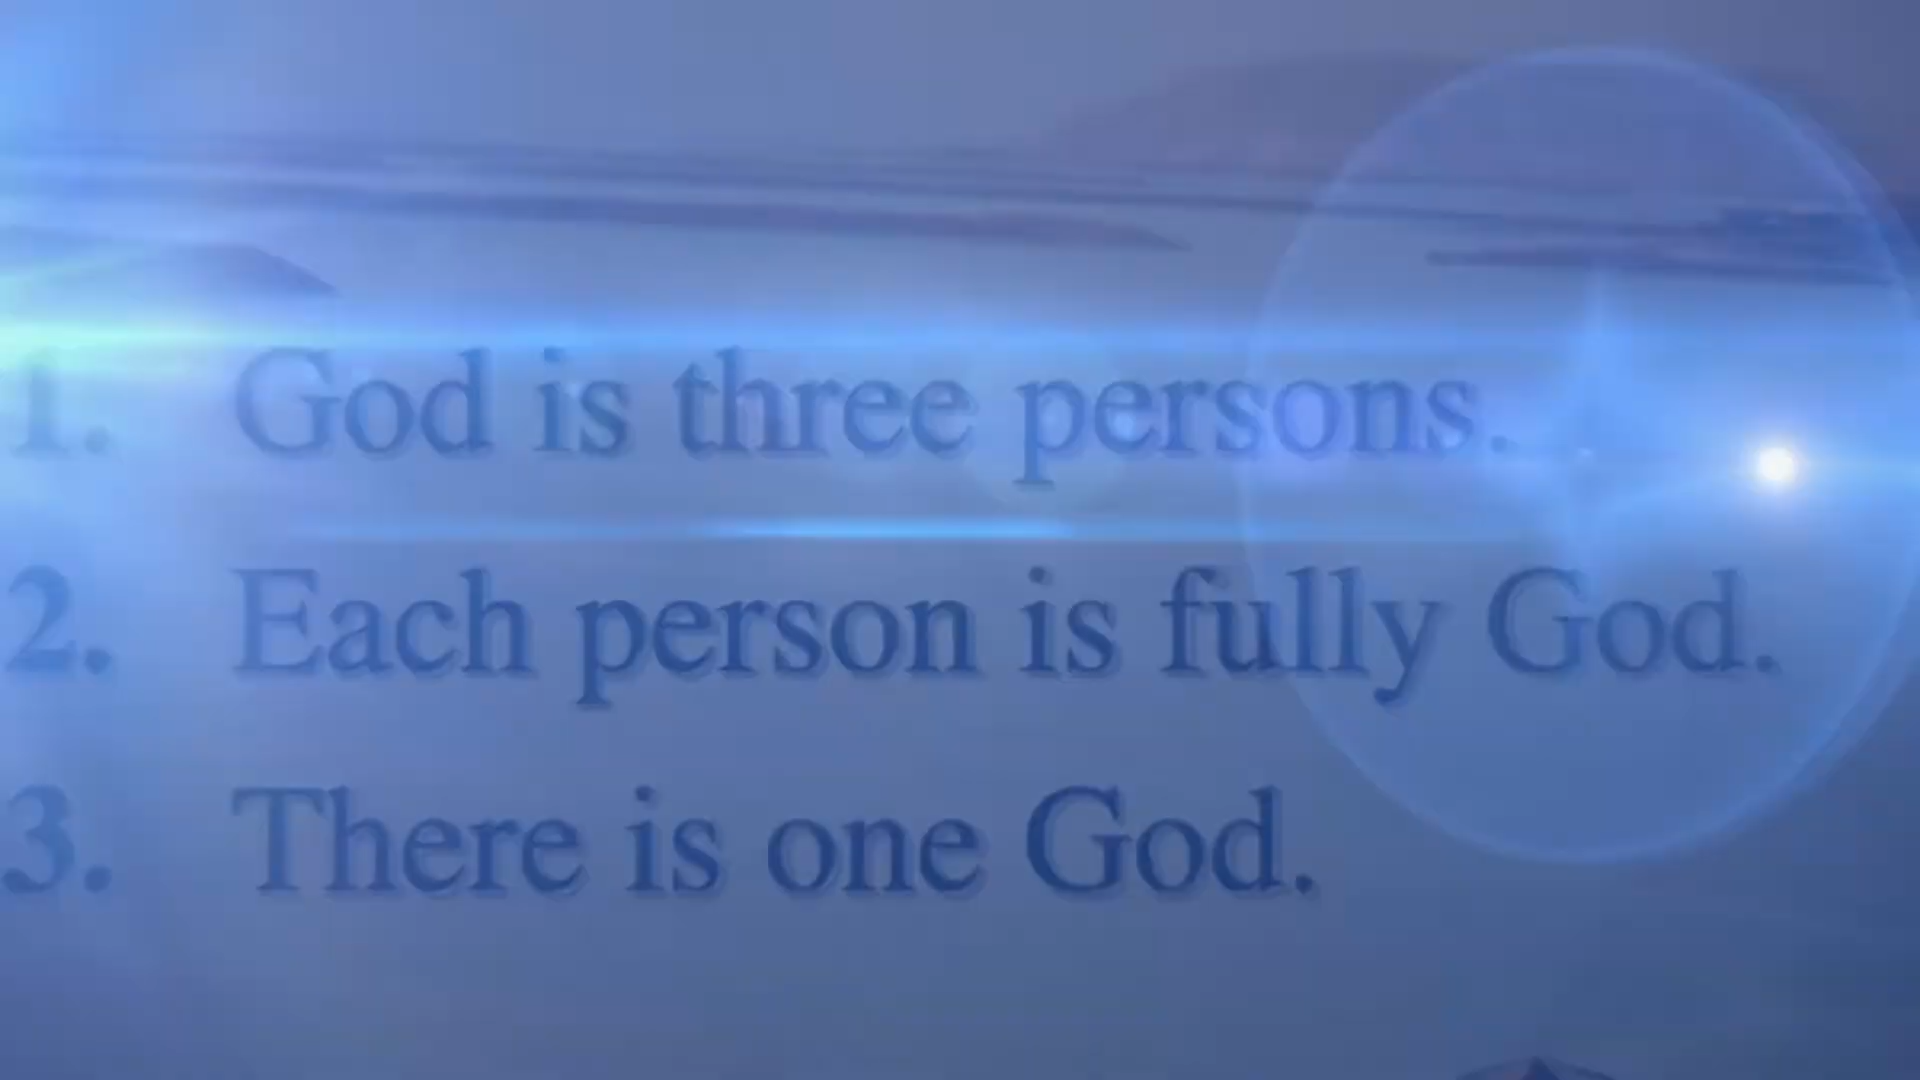 1. God is three persons.
2. Each person is fully God.
3. There is one God.